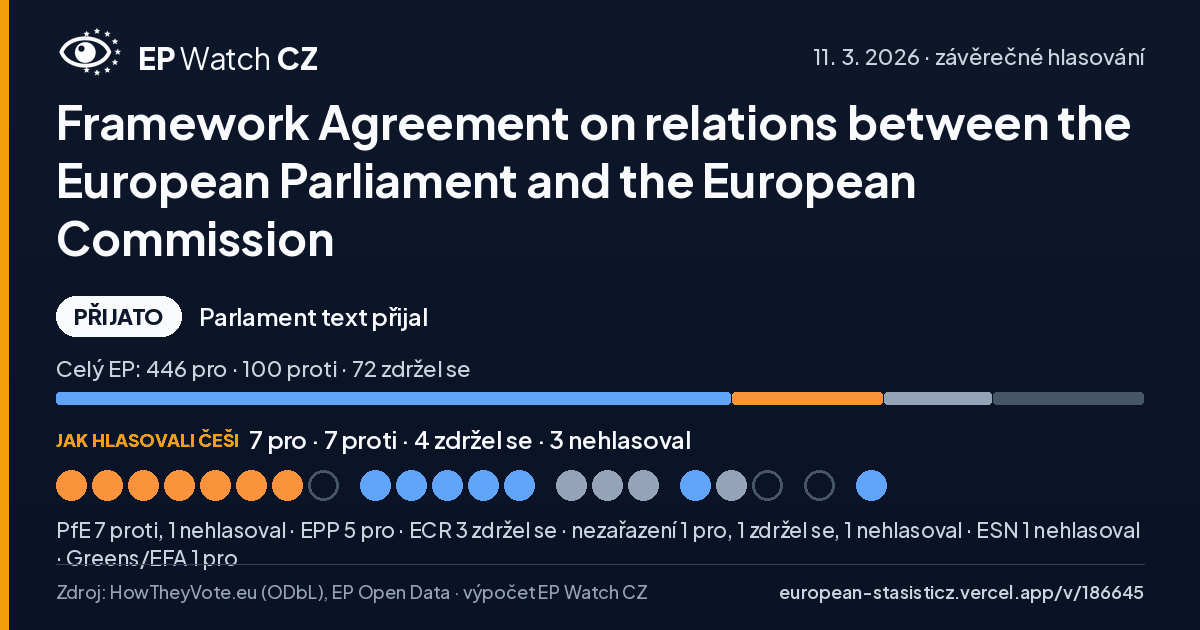 EP Watch CZ
11. 3. 2026 · závěrečné hlasování
Framework Agreement on relations between the
European Parliament and the European
Commission
PŘIJATO Parlament text přijal
Celý EP: 446 pro · 100 proti · 72 zdržel se
JAK HLASOVALI ČEŠI 7 pro · 7 proti · 4 zdržel se · 3 nehlasoval
PfE 7 proti, 1 nehlasoval · EPP 5 pro · ECR 3 zdržel se · nezařazení 1 pro, 1 zdržel se, 1 nehlasoval · ESN 1 nehlasoval
· Greens/EFA 1 pro
Zdroj: HowTheyVote.eu (ODbL), EP Open Data · výpočet EP Watch CZ
european-stasisticz.vercel.app/v/186645